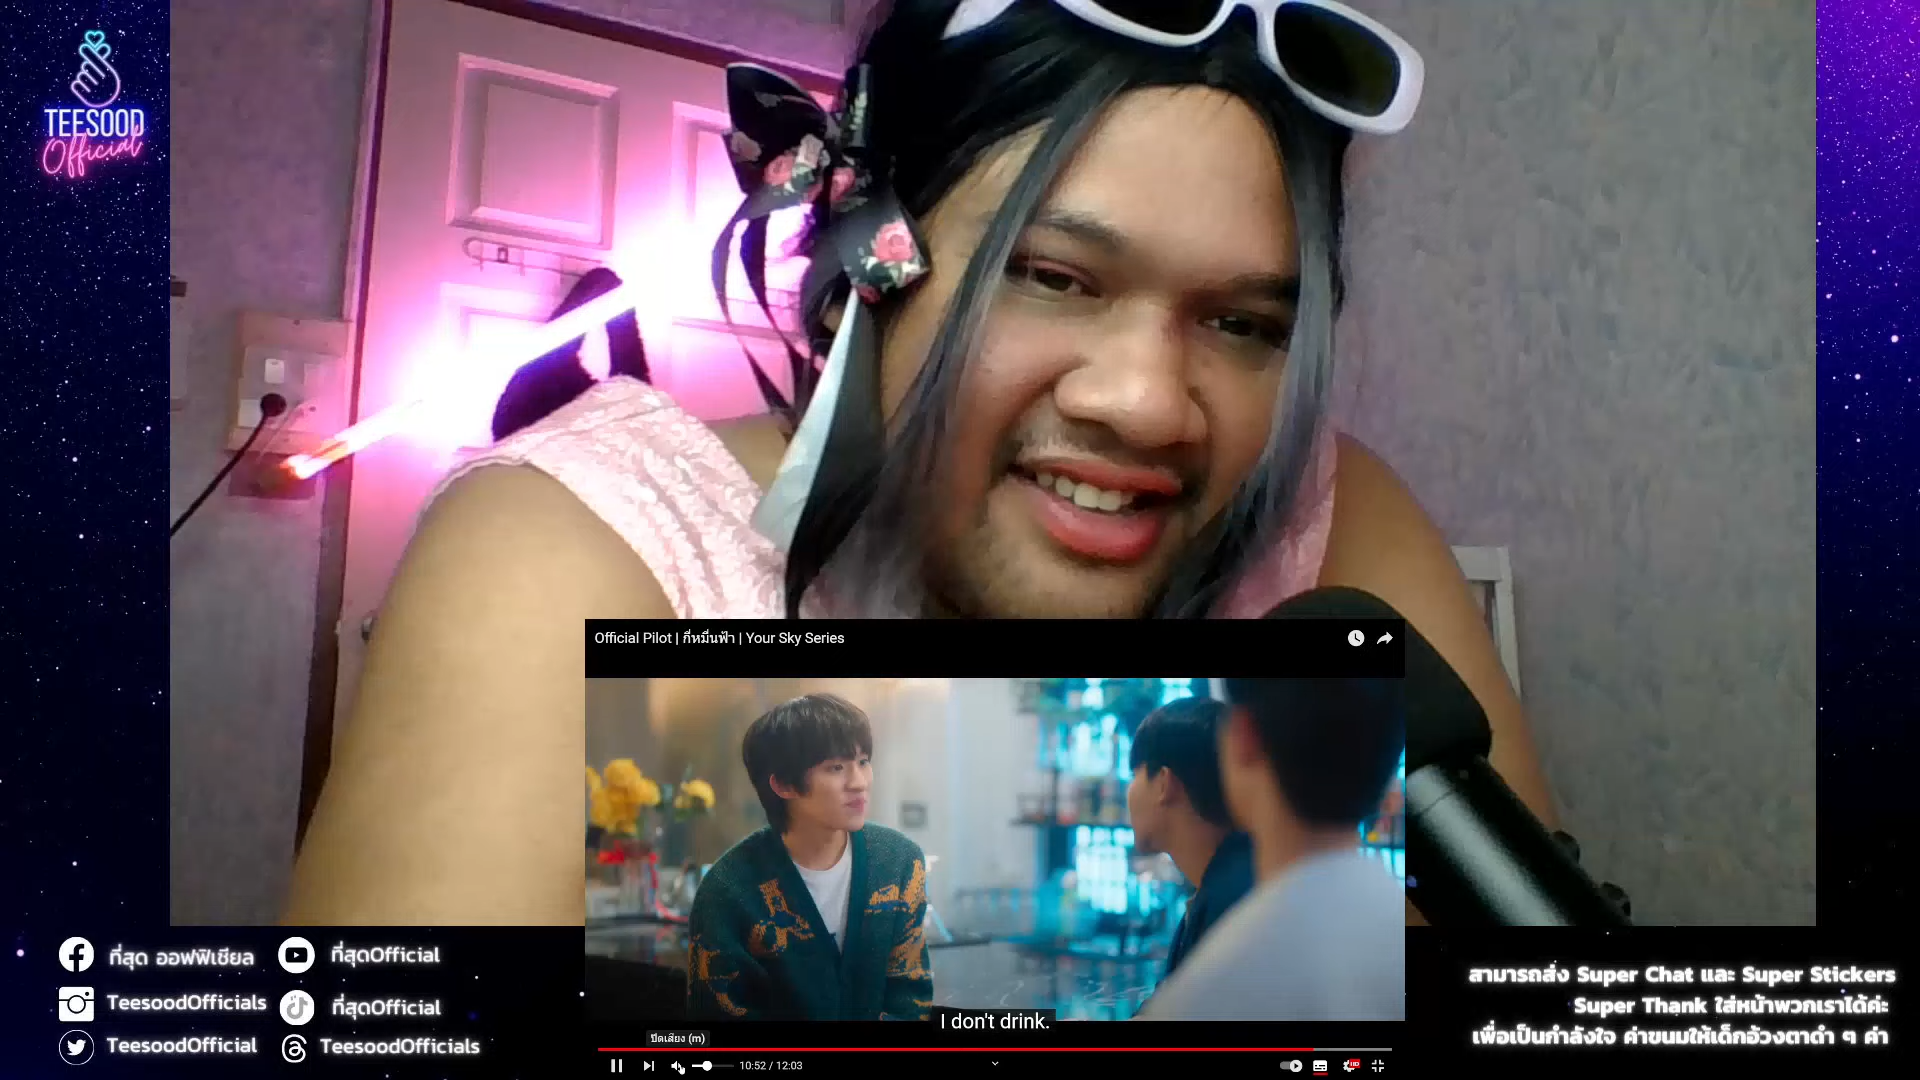 TEESOOD
Official
Official Pilot | กี่หมื่นฟ้า | Your Sky Series
I don't drink.
ปิดเสียง (m)
10:52 / 12:03
HD
ที่สุด ออฟฟิเชียล
ที่สุดOfficial
TeesoodOfficials
ที่สุดOfficial
TeesoodOfficial
TeesoodOfficials
สามารถส่ง Super Chat และ Super Stickers
Super Thank ใส่หน้าพวกเราได้ค่ะ
เพื่อเป็นกำลังใจ ค่าขนมให้เด็กอ้วงตาดำ ๆ ค่า